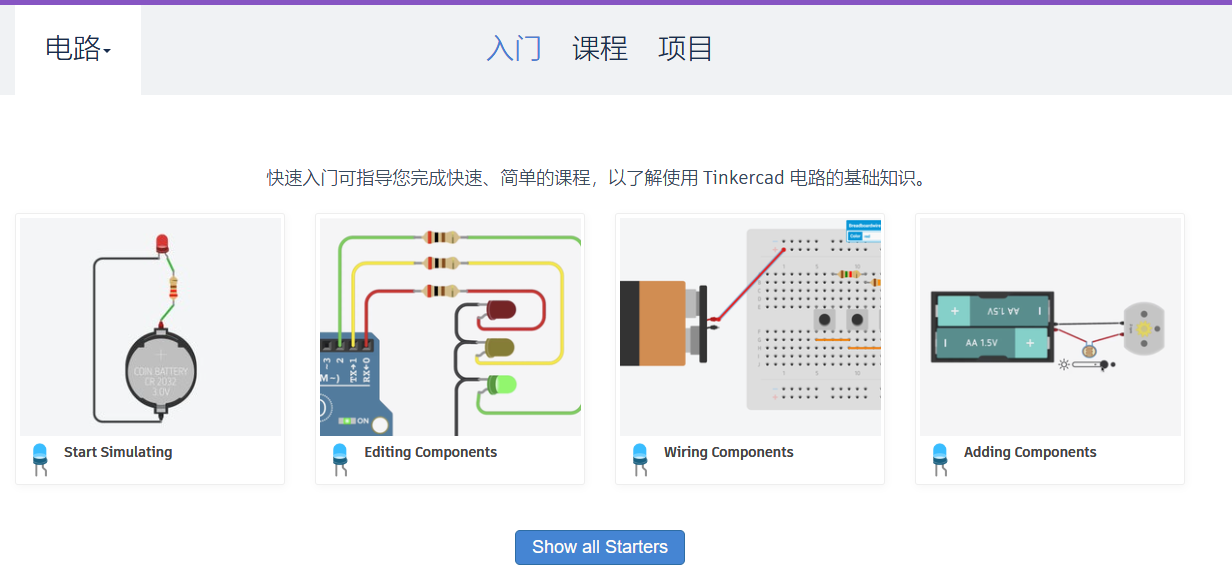 电路
入门 课程 项目
快速入门可指导您完成快速、简单的课程，以了解使用 Tinkercad 电路的基础知识。
COIN BATTERY
CR 2032
3.0V
Start Simulating
~3
2
TX→1
RX←0
M~)
ON
Editing Components
Color
Wiring Components
AA 1.5V
AA 1.5V
Adding Components
Show all Starters